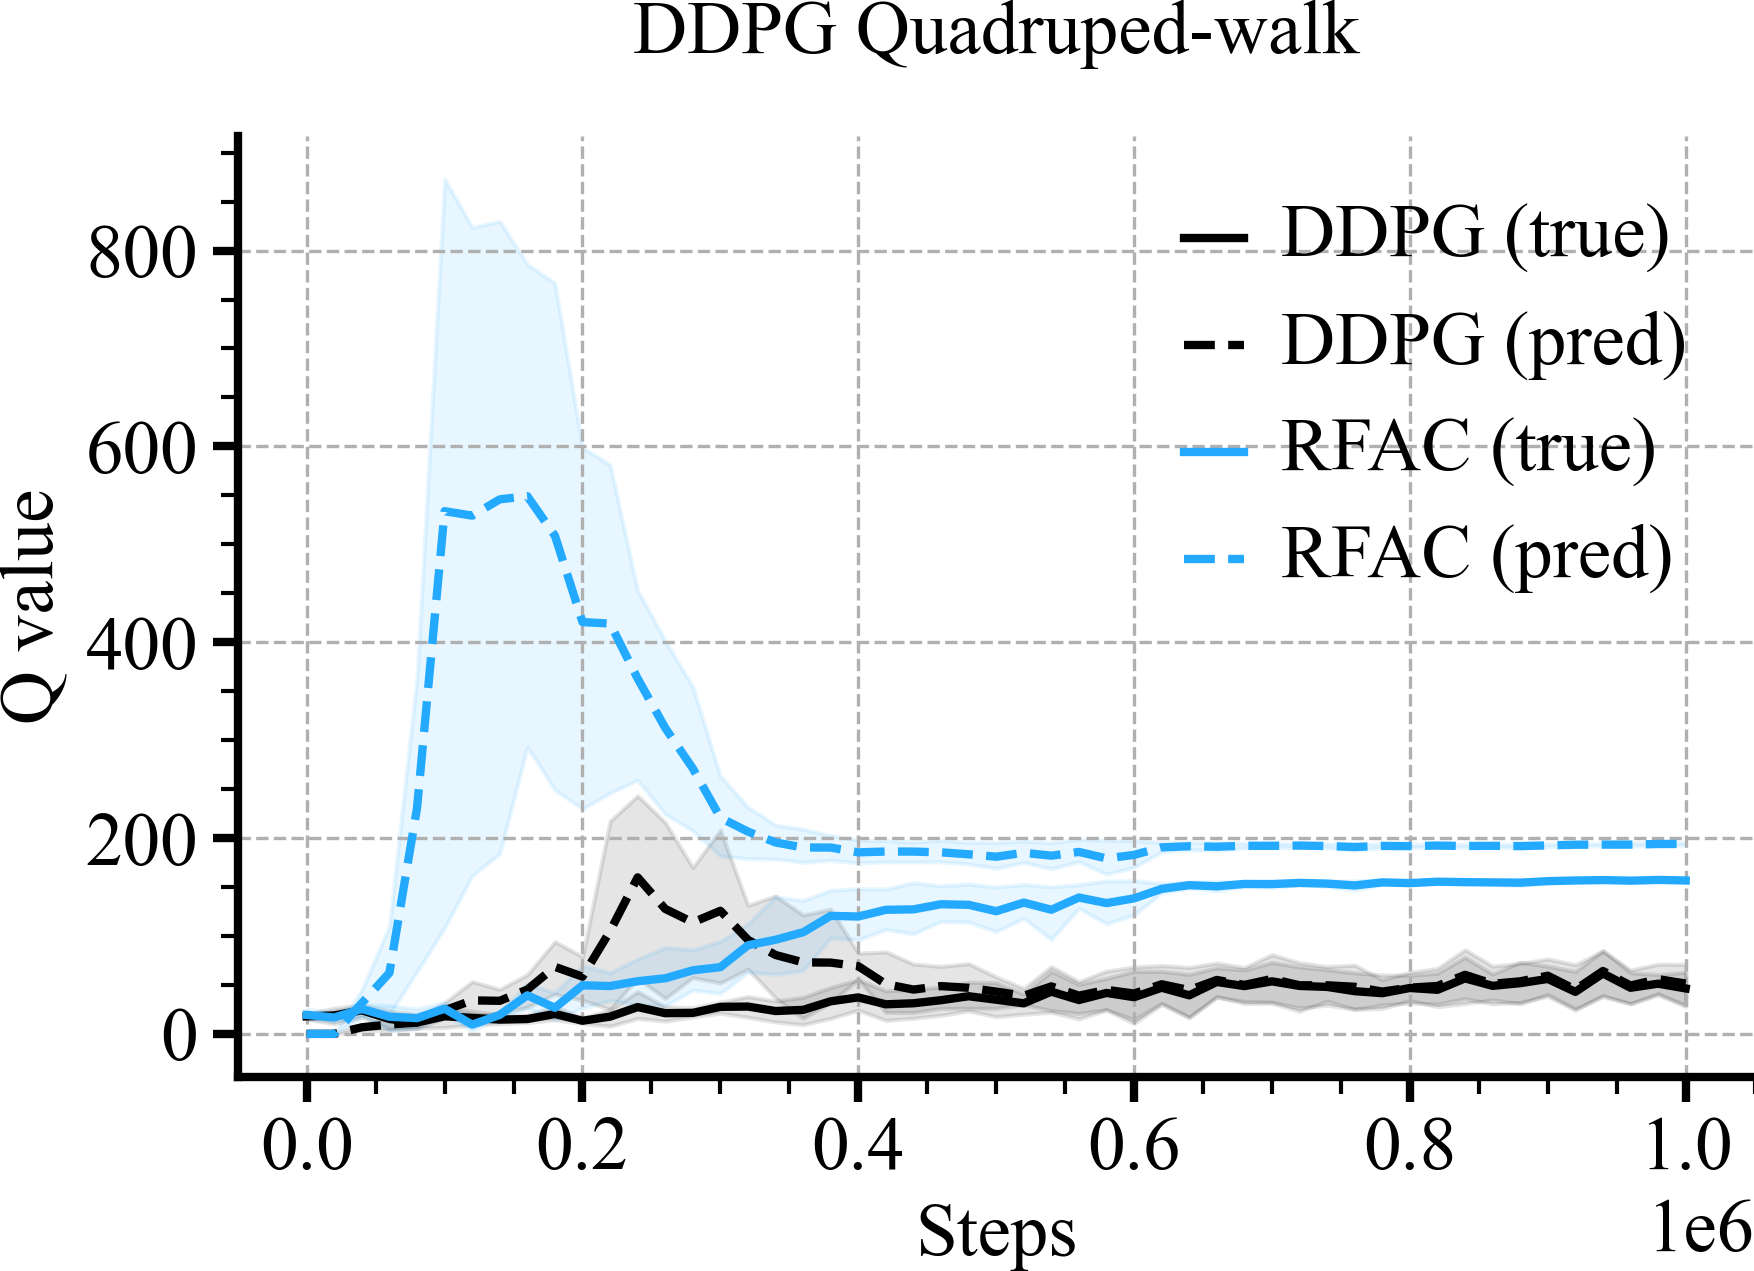 DDPG Quadruped-walk
DDPG (true)
DDPG (pred)
RFAC (true)
RFAC (pred)
Q value
800
600
400
200
0
0.0 0.2 0.4 0.6 0.8 1.0
1e6
Steps